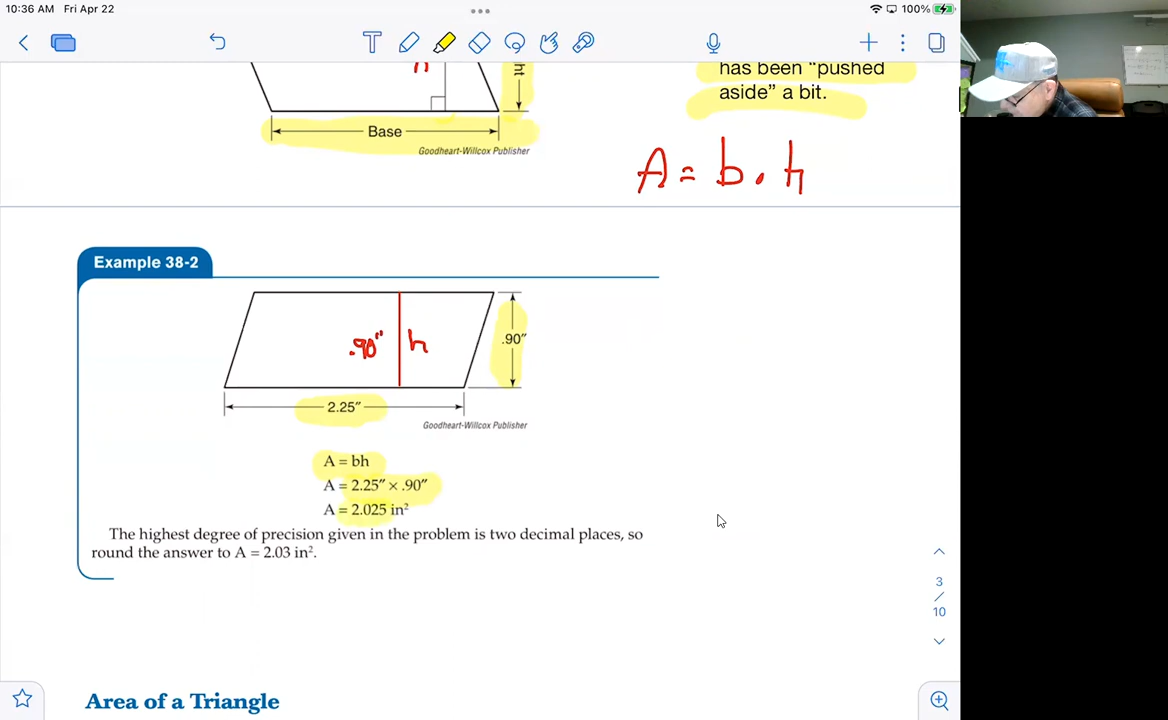 10:36 AM Fri Apr 22
100%
T
h
ht
Base
Goodheart-Willcox Publisher
has been “pushed
aside” a bit.
A = b . h
Example 38-2
.90" h
.90″
2.25″
Goodheart-Willcox Publisher
A = bh
A = 2.25″ × .90″
A = 2.025 in²
The highest degree of precision given in the problem is two decimal places, so
round the answer to A = 2.03 in².
3
/
10
Area of a Triangle